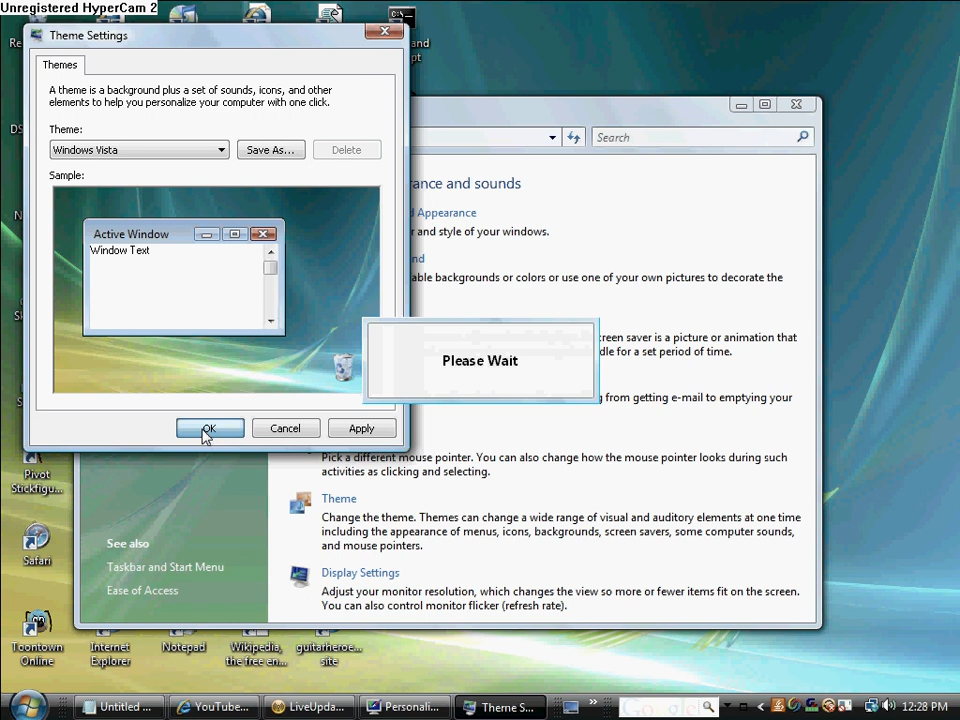 Unregistered HyperCam 2
Theme Settings
Themes
A theme is a background plus a set of sounds, icons, and other
elements to help you personalize your computer with one click.
Theme:
Windows Vista
Save As...
Delete
Sample:
Active Window
Window Text
OK
Cancel
Apply
Please Wait
Search
ance and sounds
Appearance
r and style of your windows.
nd
able backgrounds or colors or use one of your own pictures to decorate the
creen saver is a picture or animation that
dle for a set period of time.
g from getting e-mail to emptying your
Pick a different mouse pointer. You can also change how the mouse pointer looks during such
activities as clicking and selecting.
Theme
Change the theme. Themes can change a wide range of visual and auditory elements at one time
including the appearance of menus, icons, backgrounds, screen savers, some computer sounds,
and mouse pointers.
Display Settings
Adjust your monitor resolution, which changes the view so more or fewer items fit on the screen.
You can also control monitor flicker (refresh rate).
See also
Taskbar and Start Menu
Ease of Access
Pivot
Stickfigu...
Safari
Toontown
Online
Internet
Explorer
Notepad
Wikipedia,
the free en...
guitarheroe...
site
Untitled ...
YouTube...
LiveUpda...
Personali...
Theme S...
Google
12:28 PM